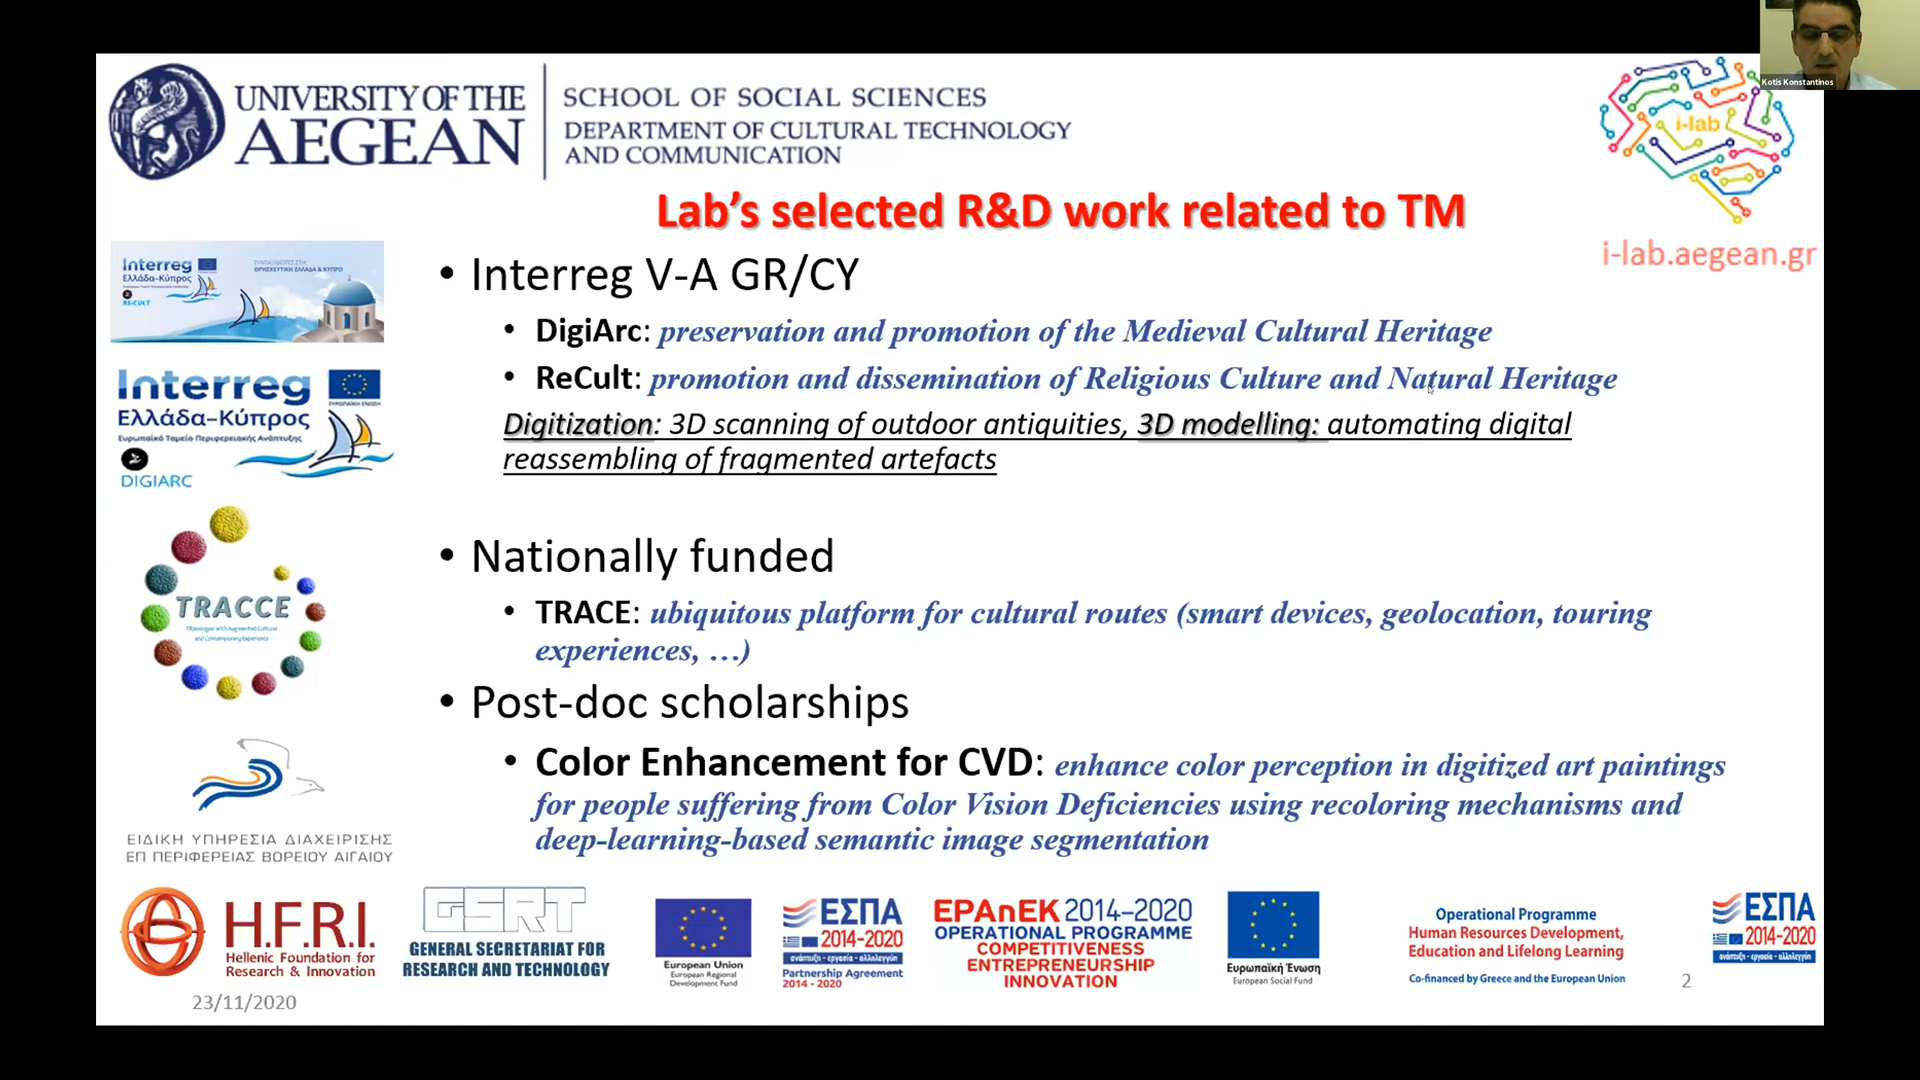 Kotis Konstantinos
UNIVERSITY OF THE
AEGEAN
SCHOOL OF SOCIAL SCIENCES
DEPARTMENT OF CULTURAL TECHNOLOGY
AND COMMUNICATION
i-lab
i-lab.aegean.gr
Lab's selected R&D work related to TM
Interreg
Ελλάδα-Κύπρος
RE-CULT
ΘΡΗΣΚΕΥΤΙΚΗ ΕΛΛΑΔΑ & ΚΥΠΡΟ
• Interreg V-A GR/CY
• DigiArc: preservation and promotion of the Medieval Cultural Heritage
• ReCult: promotion and dissemination of Religious Culture and Natural Heritage
Digitization: 3D scanning of outdoor antiquities, 3D modelling: automating digital
reassembling of fragmented artefacts
Interreg
ΕΥΡΩΠΑΪΚΗ ΕΝΩΣΗ
Ελλάδα-Κύπρος
Ευρωπαϊκό Ταμείο Περιφερειακής Ανάπτυξης
DIGIARC
• Nationally funded
• TRACE: ubiquitous platform for cultural routes (smart devices, geolocation, touring
experiences, …)
TRACCE
• Post-doc scholarships
• Color Enhancement for CVD: enhance color perception in digitized art paintings
for people suffering from Color Vision Deficiencies using recoloring mechanisms and
deep-learning-based semantic image segmentation
ΕΙΔΙΚΗ ΥΠΗΡΕΣΙΑ ΔΙΑΧΕΙΡΙΣΗΣ
ΕΠ ΠΕΡΙΦΕΡΕΙΑΣ ΒΟΡΕΙΟΥ ΑΙΓΑΙΟΥ
H.F.R.I.
Hellenic Foundation for
Research & Innovation
GSRT
GENERAL SECRETARIAT FOR
RESEARCH AND TECHNOLOGY
European Union
European Regional
Development Fund
ΕΣΠΑ
2014-2020
ανάπτυξη - εργασία - αλληλεγγύη
Partnership Agreement
2014 - 2020
EPAnEK 2014–2020
OPERATIONAL PROGRAMME
COMPETITIVENESS
ENTREPRENEURSHIP
INNOVATION
Ευρωπαϊκή Ένωση
European Social Fund
Operational Programme
Human Resources Development,
Education and Lifelong Learning
Co-financed by Greece and the European Union
ΕΣΠΑ
2014-2020
ανάπτυξη - εργασία - αλληλεγγύη
23/11/2020
2